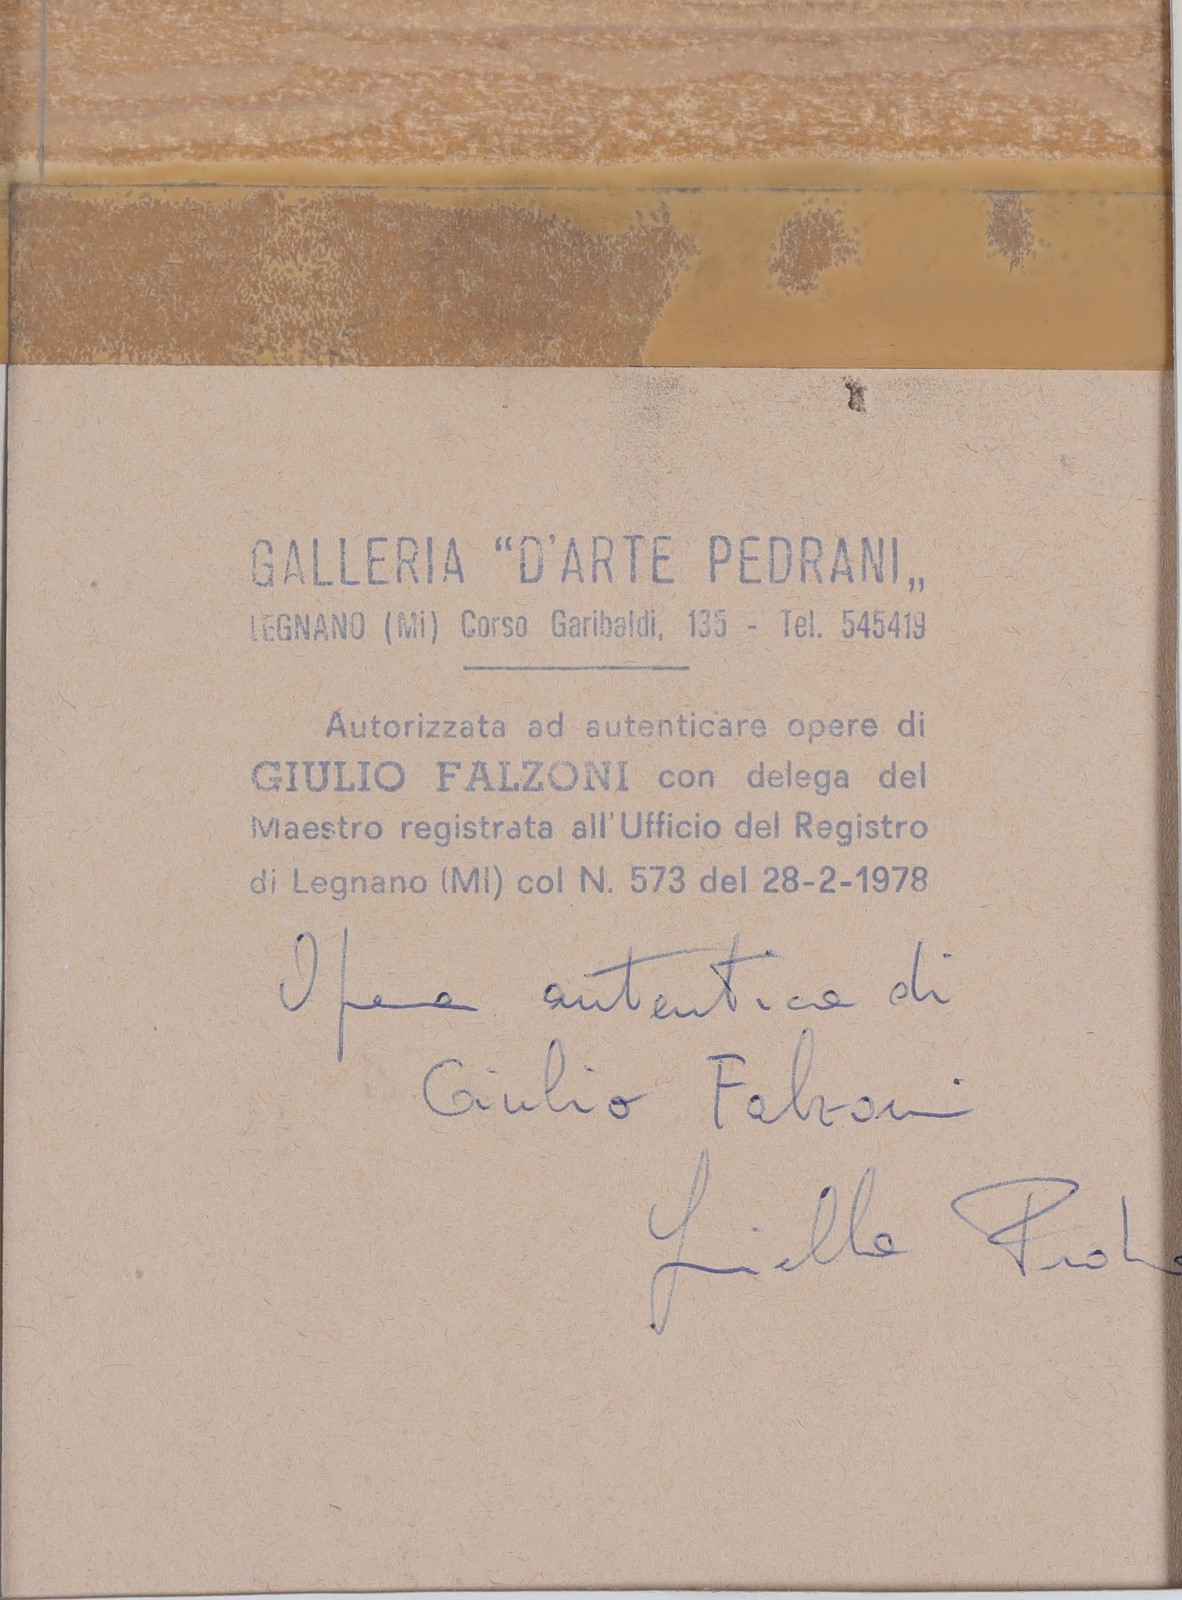 GALLERIA “D'ARTE PEDRANI„
LEGNANO (Mi) Corso Garibaldi, 135 - Tel. 545419
Autorizzata ad autenticare opere di
GIULIO FALZONI con delega del
Maestro registrata all'Ufficio del Registro
di Legnano (MI) col N. 573 del 28-2-1978
Opera autentica di
Giulio Falzoni